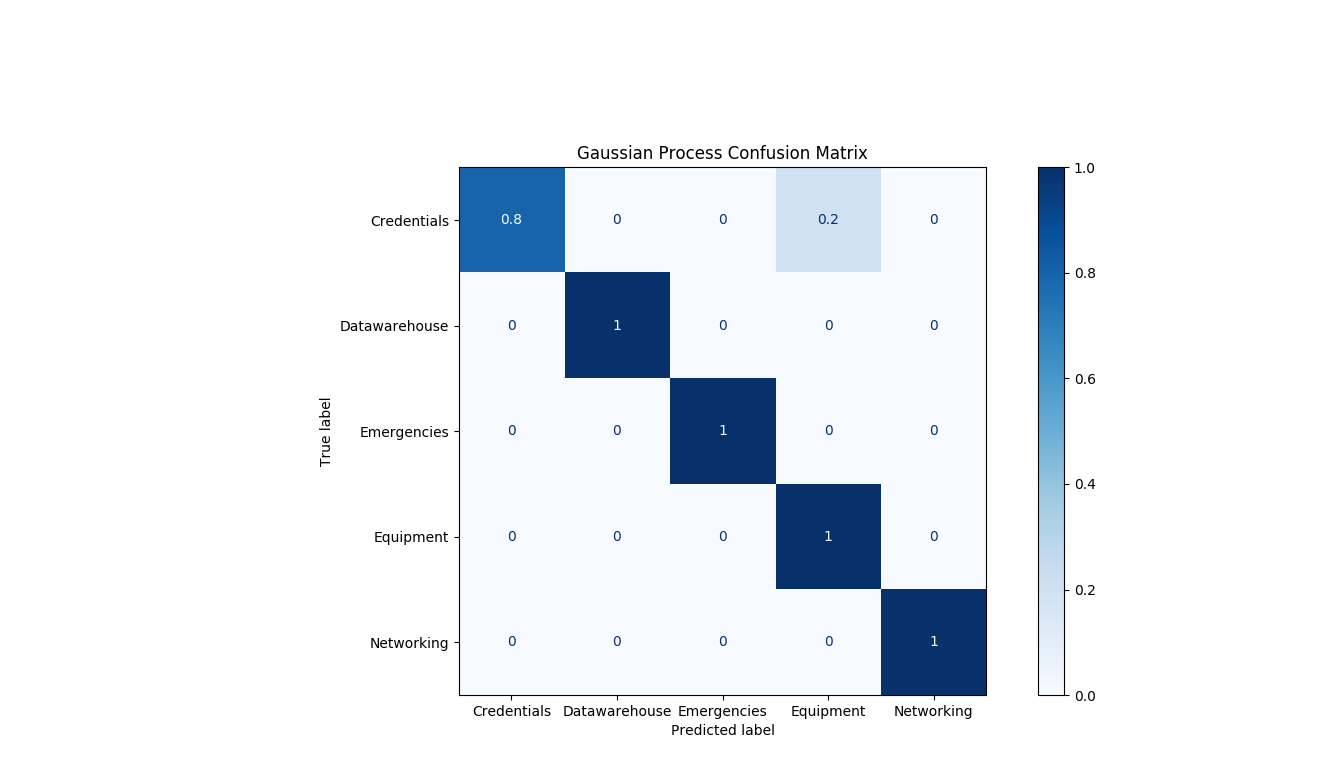 Gaussian Process Confusion Matrix
Credentials 0.8 0 0 0.2 0
Datawarehouse 0 1 0 0 0
Emergencies 0 0 1 0 0
Equipment 0 0 0 1 0
Networking 0 0 0 0 1
True label
Credentials Datawarehouse Emergencies Equipment Networking
Predicted label
1.0
0.8
0.6
0.4
0.2
0.0